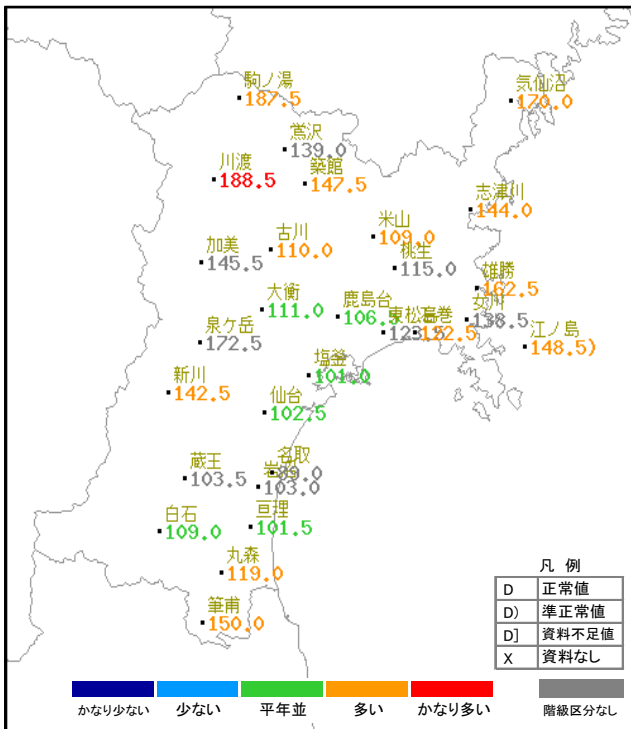 駒ノ湯
187.5
気仙沼
170.0
鶯沢
139.0
川渡
188.5
築館
147.5
志津川
144.0
米山
109.0
古川
110.0
加美
145.5
桃生
115.0
雄勝
162.5
大衡
111.0
鹿島台
106.5
女川
138.5
東松島
江ノ島
148.5)
泉ケ岳
172.5
塩釜
101.0
新川
142.5
仙台
102.5
名取
89.0
蔵王
103.5
103.0
白石
109.0
亘理
101.5
丸森
119.0
筆甫
150.0
凡 例
D 正常値
D) 準正常値
D] 資料不足値
X 資料なし
かなり少ない 少ない 平年並 多い かなり多い 階級区分なし